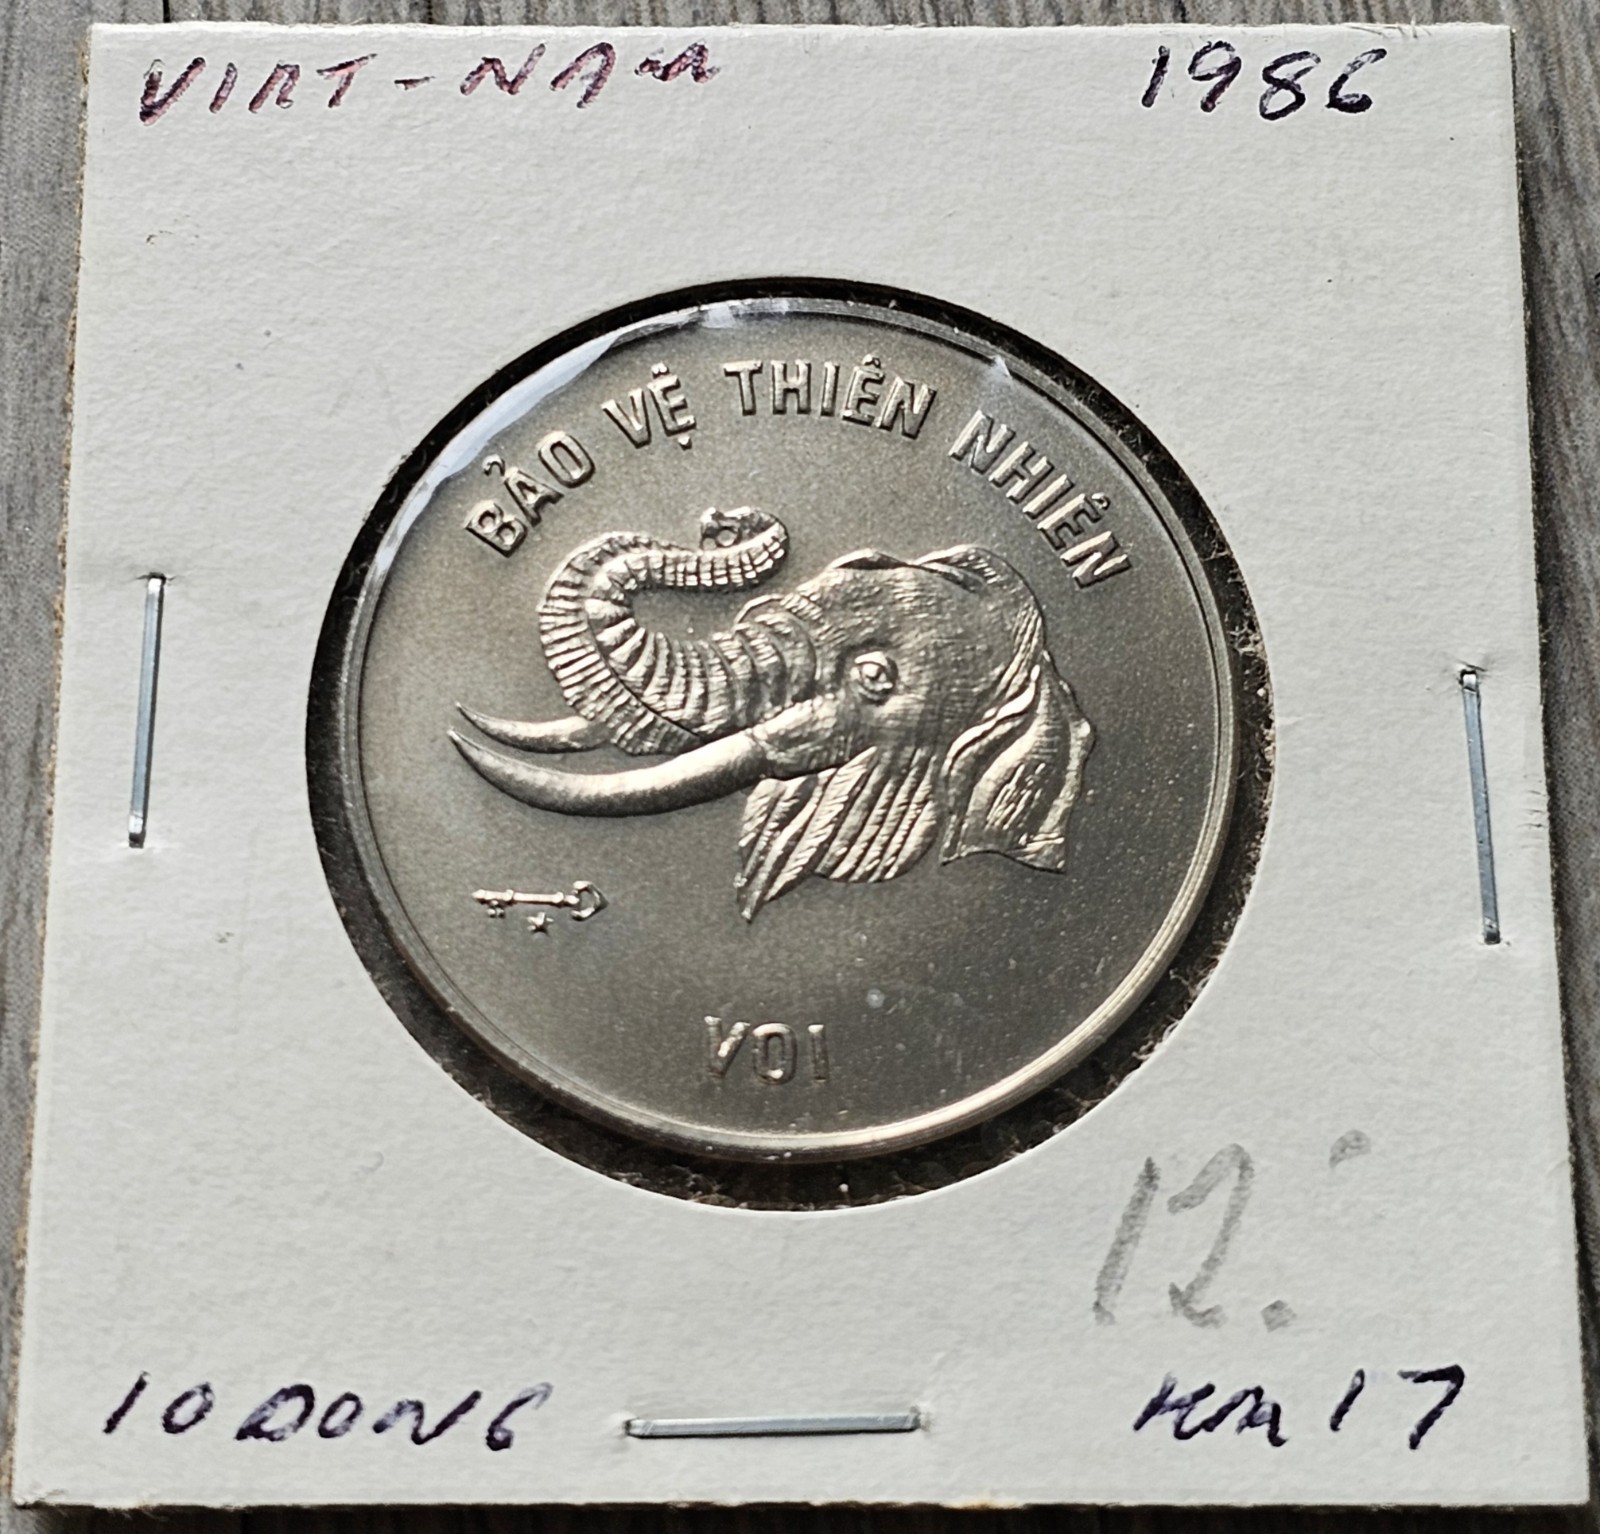 VIET-NAM 1986
BẢO VỆ THIÊN NHIÊN
VOI
12.-
10 DONG KM 17